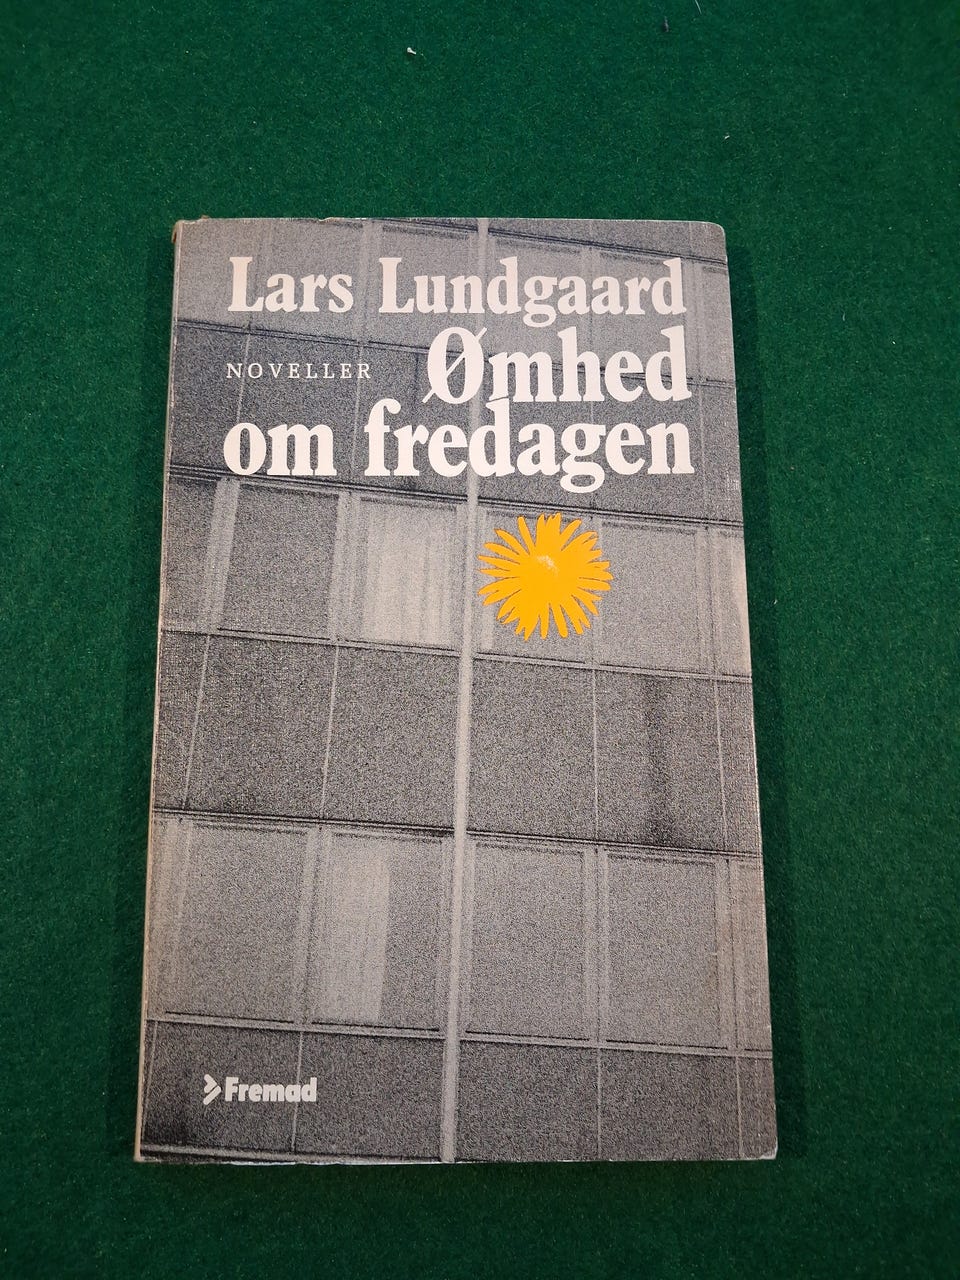 Lars Lundgaard
NOVELLER Ømhed
om fredagen
Fremad